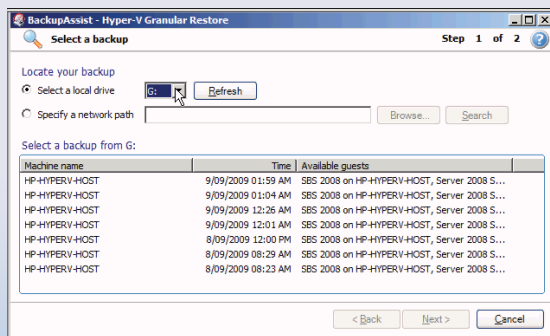 BackupAssist - Hyper-V Granular Restore
Select a backup Step 1 of 2 ?
Locate your backup
Select a local drive G: Refresh
Specify a network path Browse... Search
Select a backup from G:
Machine name Time Available guests
HP-HYPERV-HOST 9/09/2009 01:59 AM SBS 2008 on HP-HYPERV-HOST, Server 2008 S...
HP-HYPERV-HOST 9/09/2009 01:04 AM SBS 2008 on HP-HYPERV-HOST, Server 2008 S...
HP-HYPERV-HOST 9/09/2009 12:26 AM SBS 2008 on HP-HYPERV-HOST, Server 2008 S...
HP-HYPERV-HOST 9/09/2009 12:01 AM SBS 2008 on HP-HYPERV-HOST, Server 2008 S...
HP-HYPERV-HOST 8/09/2009 12:00 PM SBS 2008 on HP-HYPERV-HOST, Server 2008 S...
HP-HYPERV-HOST 8/09/2009 08:29 AM SBS 2008 on HP-HYPERV-HOST, Server 2008 S...
HP-HYPERV-HOST 8/09/2009 08:23 AM SBS 2008 on HP-HYPERV-HOST, Server 2008 S...
< Back Next > Cancel